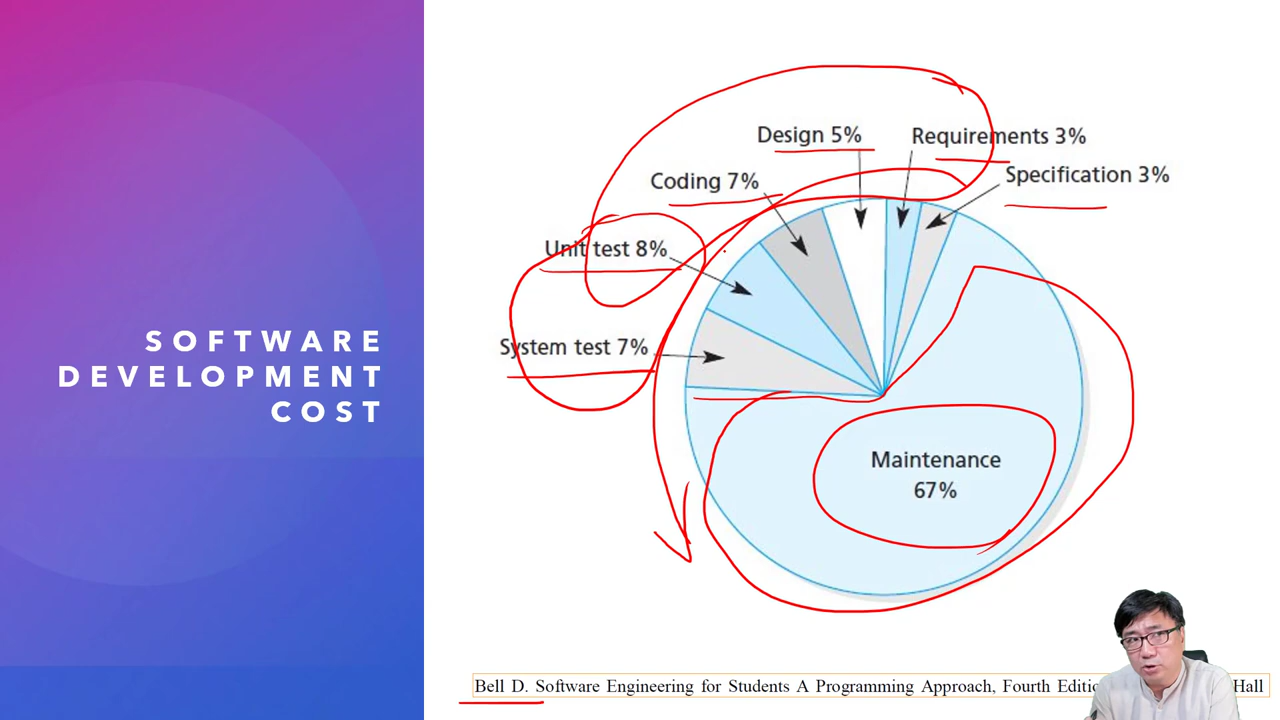 SOFTWARE
DEVELOPMENT
COST
Design 5%
Requirements 3%
Specification 3%
Coding 7%
Unit test 8%
System test 7%
Maintenance
67%
Bell D. Software Engineering for Students A Programming Approach, Fourth Hall